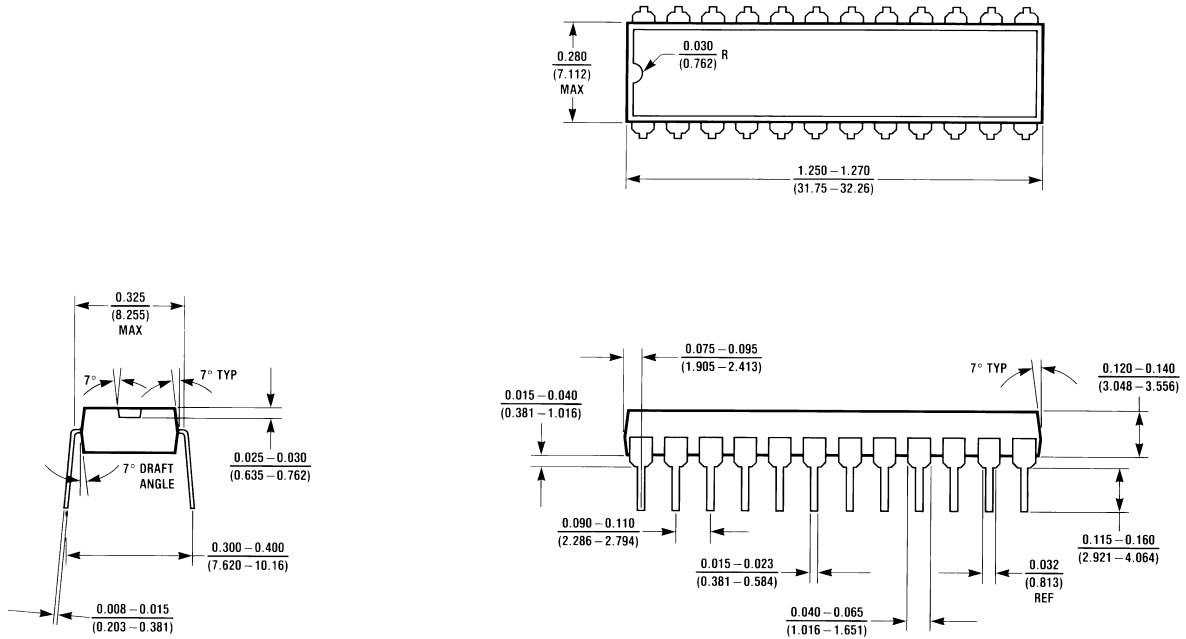 0.280
(7.112)
MAX
0.030
(0.762)
R
1.250 – 1.270
(31.75 – 32.26)
0.325
(8.255)
MAX
7°
7° TYP
0.025 – 0.030
(0.635 – 0.762)
7° DRAFT
ANGLE
0.300 – 0.400
(7.620 – 10.16)
0.008 – 0.015
(0.203 – 0.381)
0.075 – 0.095
(1.905 – 2.413)
7° TYP
0.120 – 0.140
(3.048 – 3.556)
0.015 – 0.040
(0.381 – 1.016)
0.090 – 0.110
(2.286 – 2.794)
0.115 – 0.160
(2.921 – 4.064)
0.015 – 0.023
(0.381 – 0.584)
0.032
(0.813)
REF
0.040 – 0.065
(1.016 – 1.651)